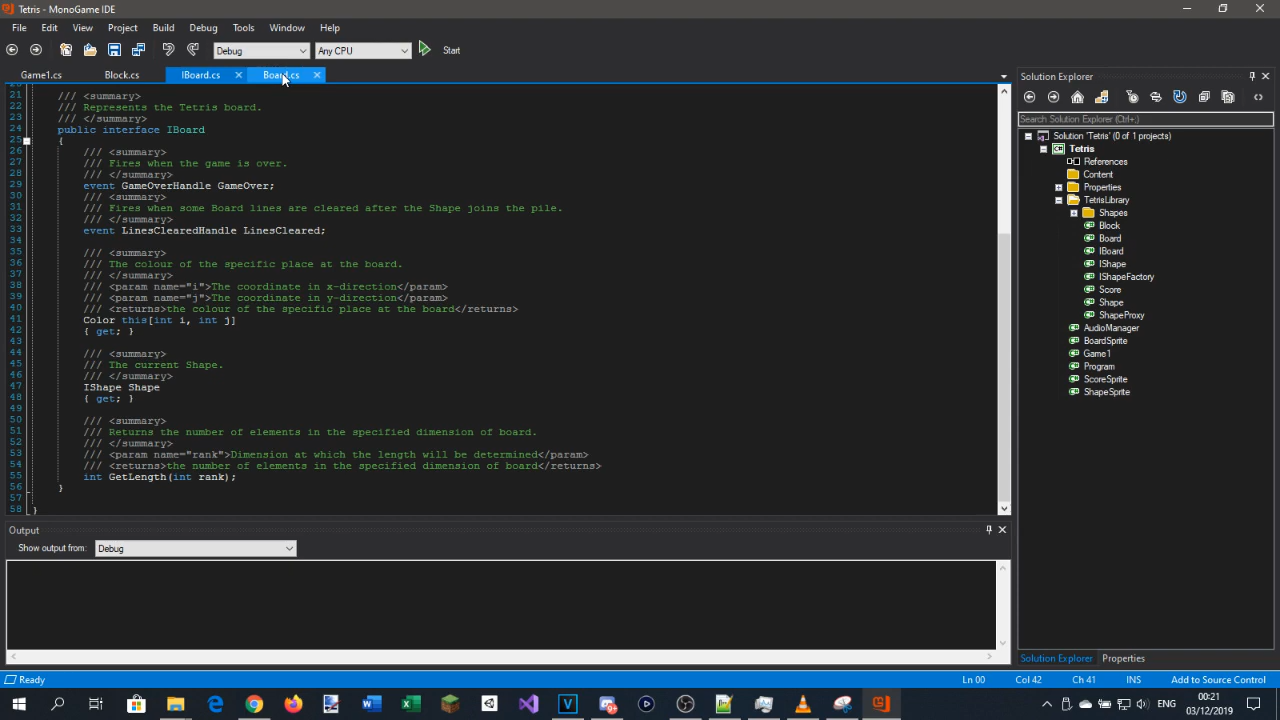 Tetris - MonoGame IDE
File Edit View Project Build Debug Tools Window Help
Debug Any CPU Start
Game1.cs Block.cs IBoard.cs Board.cs
21 /// <summary>
22 /// Represents the Tetris board.
23 /// </summary>
24 public interface IBoard
25 {
26 /// <summary>
27 /// Fires when the game is over.
28 /// </summary>
29 event GameOverHandle GameOver;
30 /// <summary>
31 /// Fires when some Board lines are cleared after the Shape joins the pile.
32 /// </summary>
33 event LinesClearedHandle LinesCleared;
34
35 /// <summary>
36 /// The colour of the specific place at the board.
37 /// </summary>
38 /// <param name="i">The coordinate in x-direction</param>
39 /// <param name="j">The coordinate in y-direction</param>
40 /// <returns>the colour of the specific place at the board</returns>
41 Color this[int i, int j]
42 { get; }
43
44 /// <summary>
45 /// The current Shape.
46 /// </summary>
47 IShape Shape
48 { get; }
49
50 /// <summary>
51 /// Returns the number of elements in the specified dimension of board.
52 /// </summary>
53 /// <param name="rank">Dimension at which the length will be determined</param>
54 /// <returns>the number of elements in the specified dimension of board</returns>
55 int GetLength(int rank);
56 }
57
58 }
Output
Show output from: Debug
Solution Explorer
Search Solution Explorer (Ctrl+;)
Solution 'Tetris' (0 of 1 projects)
Tetris
References
Content
Properties
TetrisLibrary
Shapes
Block
Board
IBoard
IShape
IShapeFactory
Score
Shape
ShapeProxy
AudioManager
BoardSprite
Game1
Program
ScoreSprite
ShapeSprite
Solution Explorer Properties
Ready Ln 00 Col 42 Ch 41 INS Add to Source Control
ENG 00:21
03/12/2019